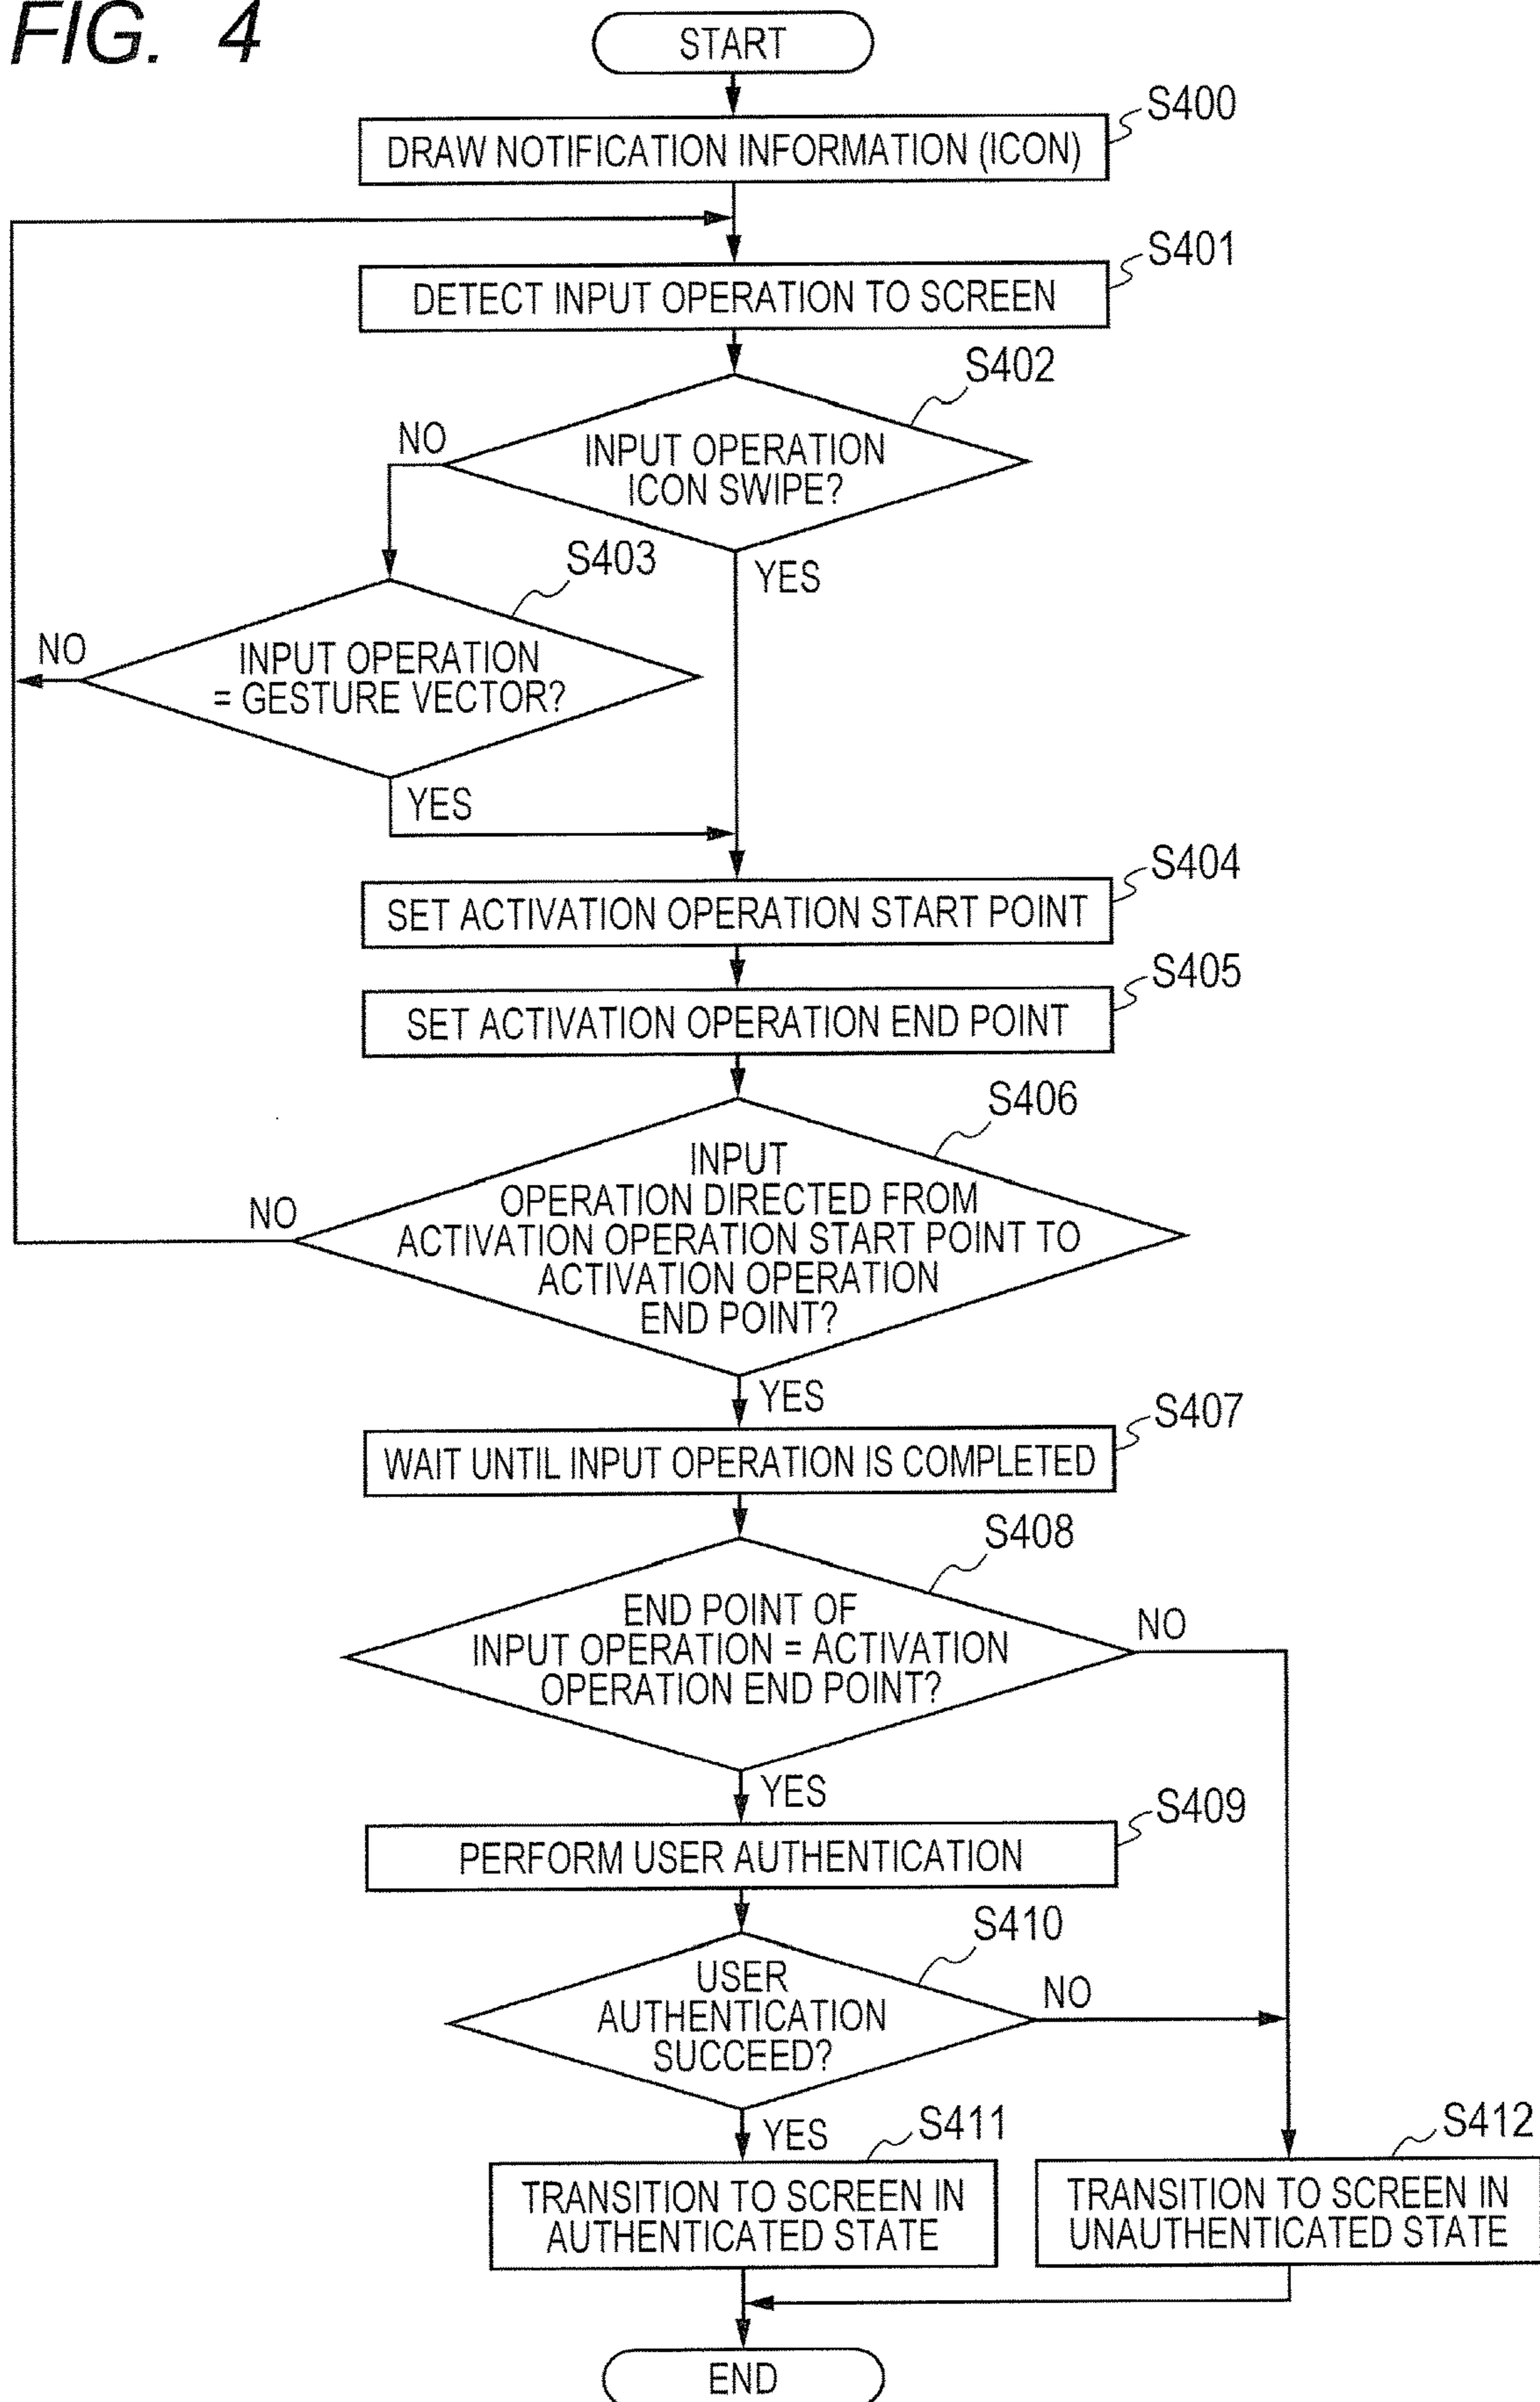 FIG. 4
START
S400
DRAW NOTIFICATION INFORMATION (ICON)
S401
DETECT INPUT OPERATION TO SCREEN
S402
NO
INPUT OPERATION
ICON SWIPE?
YES
S403
NO
INPUT OPERATION
= GESTURE VECTOR?
YES
S404
SET ACTIVATION OPERATION START POINT
S405
SET ACTIVATION OPERATION END POINT
S406
INPUT
OPERATION DIRECTED FROM
ACTIVATION OPERATION START POINT TO
ACTIVATION OPERATION
END POINT?
NO
YES
S407
WAIT UNTIL INPUT OPERATION IS COMPLETED
S408
END POINT OF
INPUT OPERATION = ACTIVATION
OPERATION END POINT?
NO
YES
S409
PERFORM USER AUTHENTICATION
S410
USER
AUTHENTICATION
SUCCEED?
NO
YES
S411
TRANSITION TO SCREEN IN
AUTHENTICATED STATE
S412
TRANSITION TO SCREEN IN
UNAUTHENTICATED STATE
END